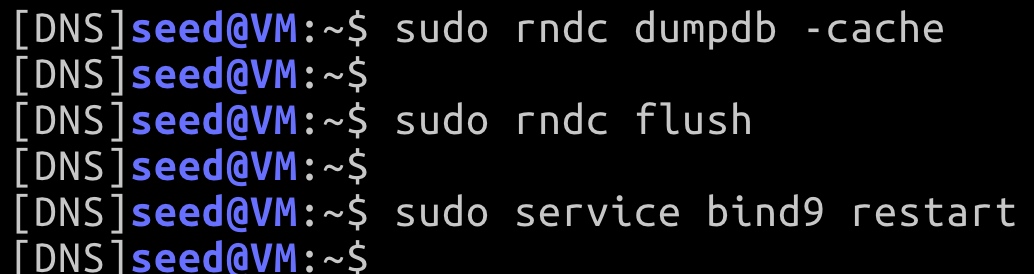 [DNS]seed@VM:~$ sudo rndc dumpdb -cache
[DNS]seed@VM:~$
[DNS]seed@VM:~$ sudo rndc flush
[DNS]seed@VM:~$
[DNS]seed@VM:~$ sudo service bind9 restart
[DNS]seed@VM:~$